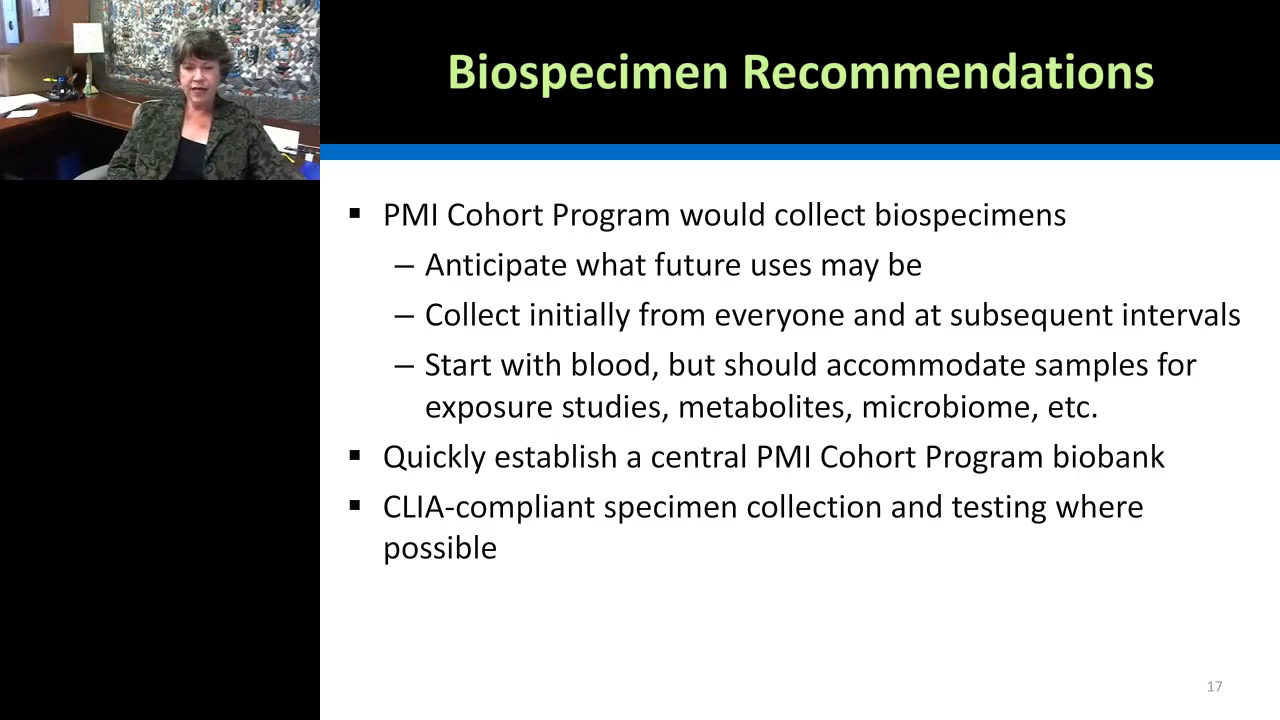 Biospecimen Recommendations
▪ PMI Cohort Program would collect biospecimens
– Anticipate what future uses may be
– Collect initially from everyone and at subsequent intervals
– Start with blood, but should accommodate samples for
exposure studies, metabolites, microbiome, etc.
▪ Quickly establish a central PMI Cohort Program biobank
▪ CLIA-compliant specimen collection and testing where
possible
17